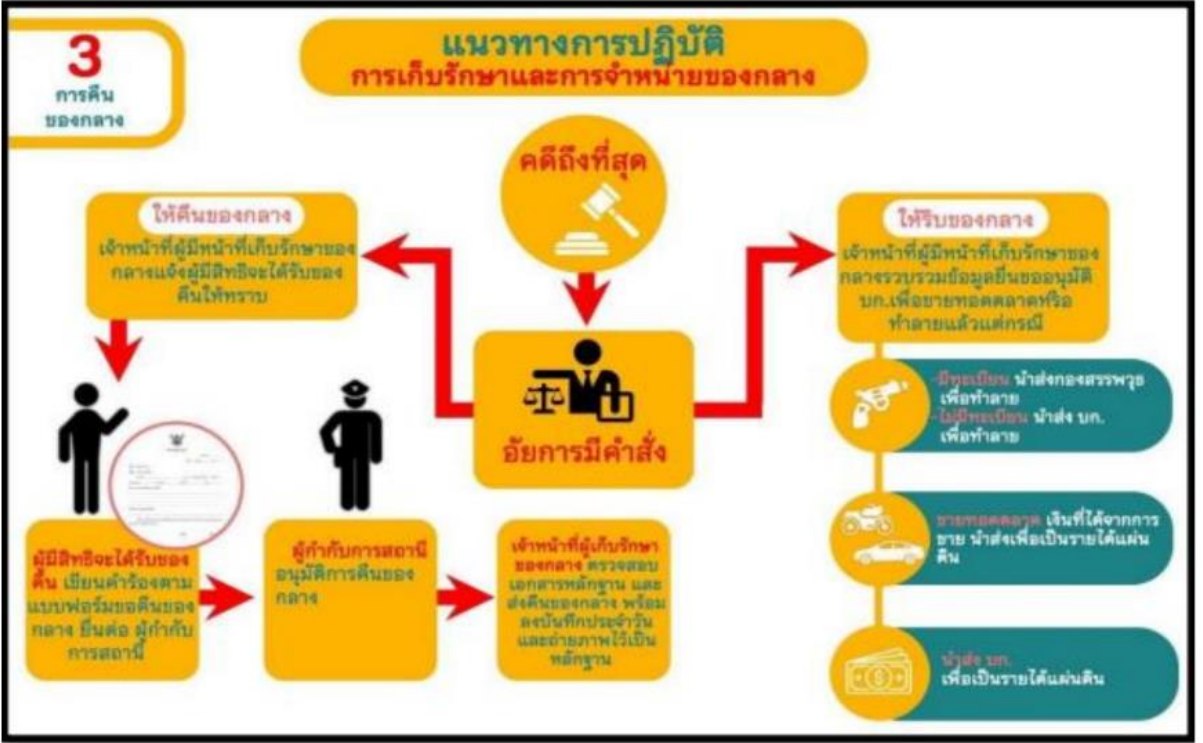 3
การคืน
ของกลาง
แนวทางการปฏิบัติ
การเก็บรักษาและการจำหน่ายของกลาง
คดีถึงที่สุด
ให้คืนของกลาง
เจ้าหน้าที่ผู้มีหน้าที่เก็บรักษาของ
กลางแจ้งผู้มีสิทธิจะได้รับของ
คืนให้ทราบ
ให้ริบของกลาง
เจ้าหน้าที่ผู้มีหน้าที่เก็บรักษาของ
กลางรวบรวมข้อมูลยื่นขออนุมัติ
บก.เพื่อขายทอดตลาดหรือ
ทำลายแล้วแต่กรณี
อัยการมีคำสั่ง
-มีทะเบียน นำส่งกองสรรพาวุธ
เพื่อทำลาย
-ไม่มีทะเบียน นำส่ง บก.
เพื่อทำลาย
ขายทอดตลาด เงินที่ได้จากการ
ขาย นำส่งเพื่อเป็นรายได้แผ่น
ดิน
นำส่ง บก.
เพื่อเป็นรายได้แผ่นดิน
ผู้มีสิทธิจะได้รับของ
คืน เขียนคำร้องตาม
แบบฟอร์มขอคืนของ
กลาง ยื่นต่อ ผู้กำกับ
การสถานี
ผู้กำกับการสถานี
อนุมัติการคืนของ
กลาง
เจ้าหน้าที่ผู้เก็บรักษา
ของกลาง ตรวจสอบ
เอกสารหลักฐาน และ
ส่งคืนของกลาง พร้อม
ลงบันทึกประจำวัน
และถ่ายภาพไว้เป็น
หลักฐาน